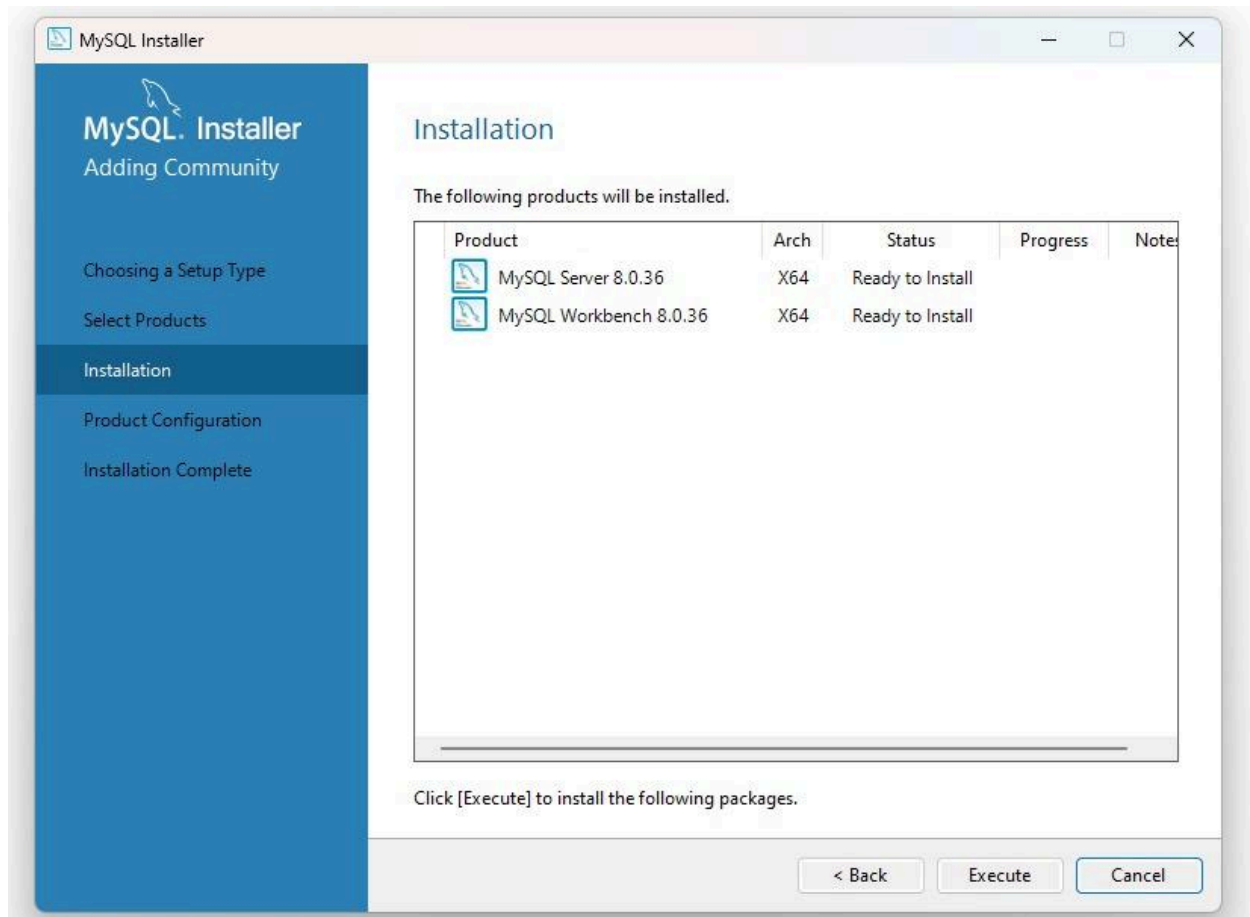 MySQL Installer
MySQL. Installer
Adding Community
Choosing a Setup Type
Select Products
Installation
Product Configuration
Installation Complete
Installation
The following products will be installed.
Product Arch Status Progress Notes
MySQL Server 8.0.36 X64 Ready to Install
MySQL Workbench 8.0.36 X64 Ready to Install
Click [Execute] to install the following packages.
< Back Execute Cancel